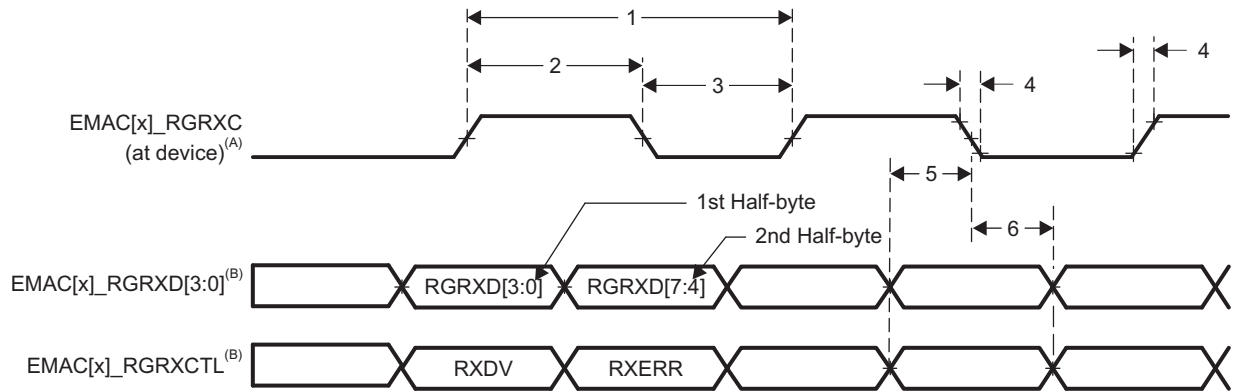 1
4
2
3
4
EMAC[x]_RGRXC
(at device)(A)
5
1st Half-byte
2nd Half-byte
6
EMAC[x]_RGRXD[3:0](B)
RGRXD[3:0]
RGRXD[7:4]
EMAC[x]_RGRXCTL(B)
RXDV
RXERR